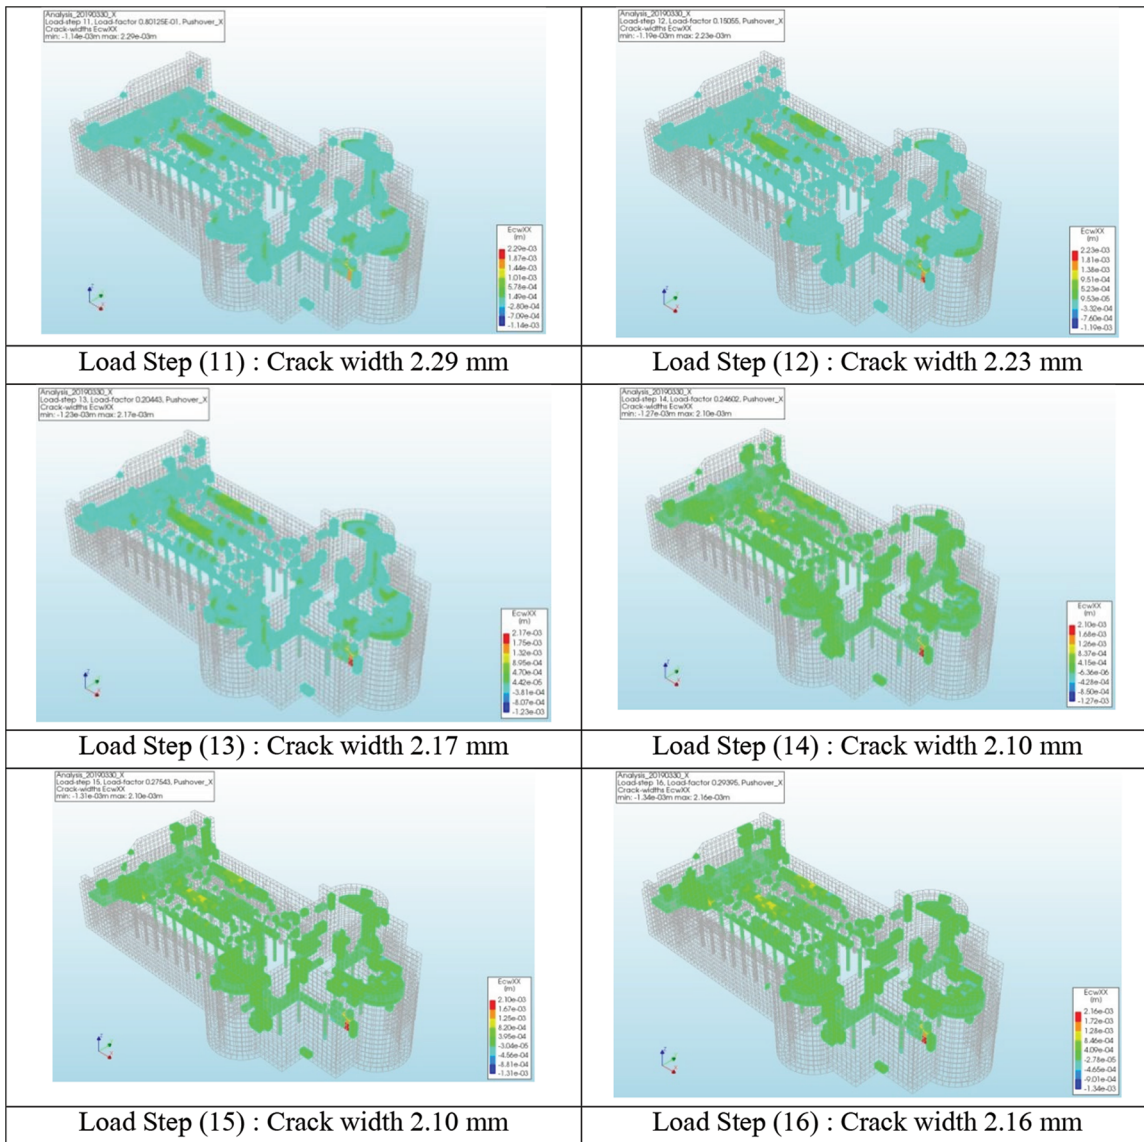 Analysis_20190330_X
Load-step 11, Load-factor 0.80125E-01, Pushover_X
Crack-widths EcwXX
min: -1.14e-03m max: 2.29e-03m
EcwXX
(m)
2.29e-03
1.87e-03
1.44e-03
1.01e-03
5.78e-04
1.49e-04
-2.80e-04
-7.09e-04
-1.14e-03
Load Step (11) : Crack width 2.29 mm
Analysis_20190330_X
Load-step 12, Load-factor 0.15055, Pushover_X
Crack-widths EcwXX
min: -1.19e-03m max: 2.23e-03m
EcwXX
(m)
2.23e-03
1.81e-03
1.38e-03
9.51e-04
5.23e-04
9.53e-05
-3.32e-04
-7.60e-04
-1.19e-03
Load Step (12) : Crack width 2.23 mm
Analysis_20190330_X
Load-step 13, Load-factor 0.20443, Pushover_X
Crack-widths EcwXX
min: -1.23e-03m max: 2.17e-03m
EcwXX
(m)
2.17e-03
1.75e-03
1.32e-03
8.95e-04
4.70e-04
4.42e-05
-3.81e-04
-8.07e-04
-1.23e-03
Load Step (13) : Crack width 2.17 mm
Analysis_20190330_X
Load-step 14, Load-factor 0.24602, Pushover_X
Crack-widths EcwXX
min: -1.27e-03m max: 2.10e-03m
EcwXX
(m)
2.10e-03
1.68e-03
1.26e-03
8.37e-04
4.15e-04
-6.36e-06
-4.28e-04
-8.50e-04
-1.27e-03
Load Step (14) : Crack width 2.10 mm
Analysis_20190330_X
Load-step 15, Load-factor 0.27543, Pushover_X
Crack-widths EcwXX
min: -1.31e-03m max: 2.10e-03m
EcwXX
(m)
2.10e-03
1.67e-03
1.25e-03
8.20e-04
3.95e-04
-3.04e-05
-4.56e-04
-8.81e-04
-1.31e-03
Load Step (15) : Crack width 2.10 mm
Analysis_20190330_X
Load-step 16, Load-factor 0.29395, Pushover_X
Crack-widths EcwXX
min: -1.34e-03m max: 2.16e-03m
EcwXX
(m)
2.16e-03
1.72e-03
1.28e-03
8.46e-04
4.09e-04
-2.78e-05
-4.65e-04
-9.01e-04
-1.34e-03
Load Step (16) : Crack width 2.16 mm